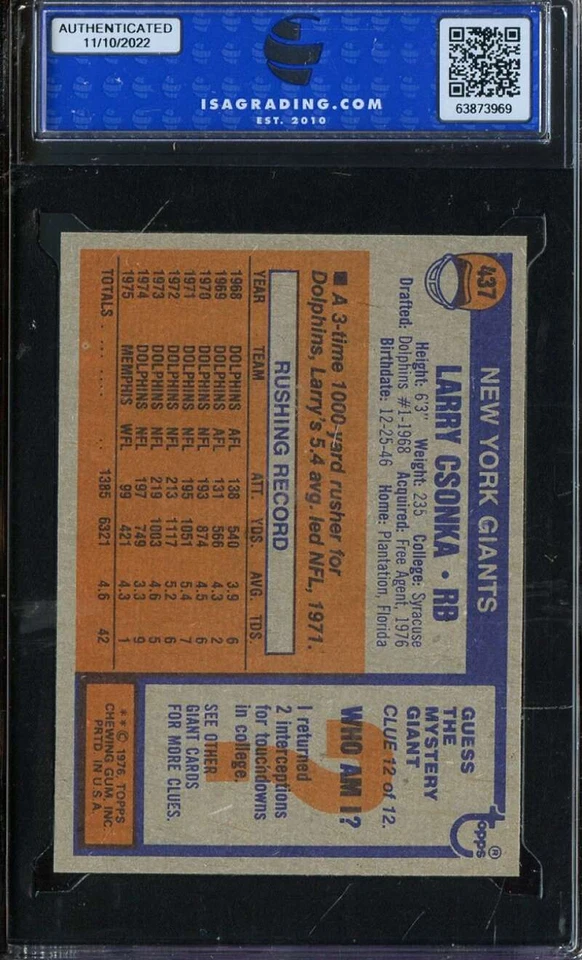 AUTHENTICATED
11/10/2022
ISAGRADING.COM
EST. 2010
63873969
437
NEW YORK GIANTS
LARRY CSONKA • RB
Height: 6'3" Weight: 235 College: Syracuse
Drafted: Dolphins #1-1968 Acquired: Free Agent, 1976
Birthdate: 12-25-46 Home: Plantation, Florida
■ A 3-time 1000-yard rusher for
Dolphins, Larry's 5.4 avg. led NFL, 1971.
RUSHING RECORD
YEAR TEAM ATT. YDS. AVG. TDS.
1968 DOLPHINS AFL 138 540 3.9 6
1969 DOLPHINS AFL 131 566 4.3 2
1970 DOLPHINS NFL 193 874 4.5 6
1971 DOLPHINS NFL 195 1051 5.4 7
1972 DOLPHINS NFL 213 1117 5.2 6
1973 DOLPHINS NFL 219 1003 4.6 5
1974 DOLPHINS NFL 197 749 3.3 9
1975 MEMPHIS WFL 99 421 4.3 1
TOTALS 1385 6321 4.6 42
topps®
GUESS
THE
MYSTERY
GIANT
CLUE 12 of 12.
?
WHO AM I?
I returned
2 interceptions
for touchdowns
in college.
SEE OTHER
GIANT CARDS
FOR MORE CLUES.
** © 1976, TOPPS
CHEWING GUM, INC.
PRTD. IN U.S.A.